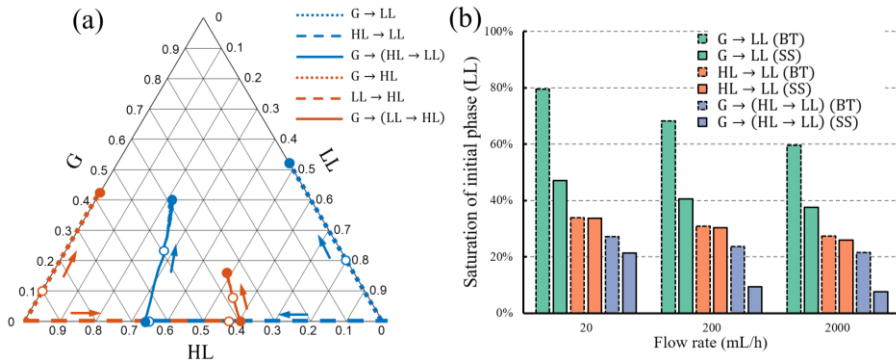 (a)
G → LL
HL → LL
G → (HL → LL)
G → HL
LL → HL
G → (LL → HL)
0
0.9 0.1
0.8 0.2
0.7 0.3
0.6 0.4
0.5 0.5
0.4 0.6
0.3 0.7
0.2 0.8
0.1 0.9
0 0.9 0.8 0.7 0.6 0.5 0.4 0.3 0.2 0.1 0
G
LL
HL
(b)
G → LL (BT)
G → LL (SS)
HL → LL (BT)
HL → LL (SS)
G → (HL → LL) (BT)
G → (HL → LL) (SS)
Saturation of initial phase (LL)
100%
80%
60%
40%
20%
0%
20 200 2000
Flow rate (mL/h)